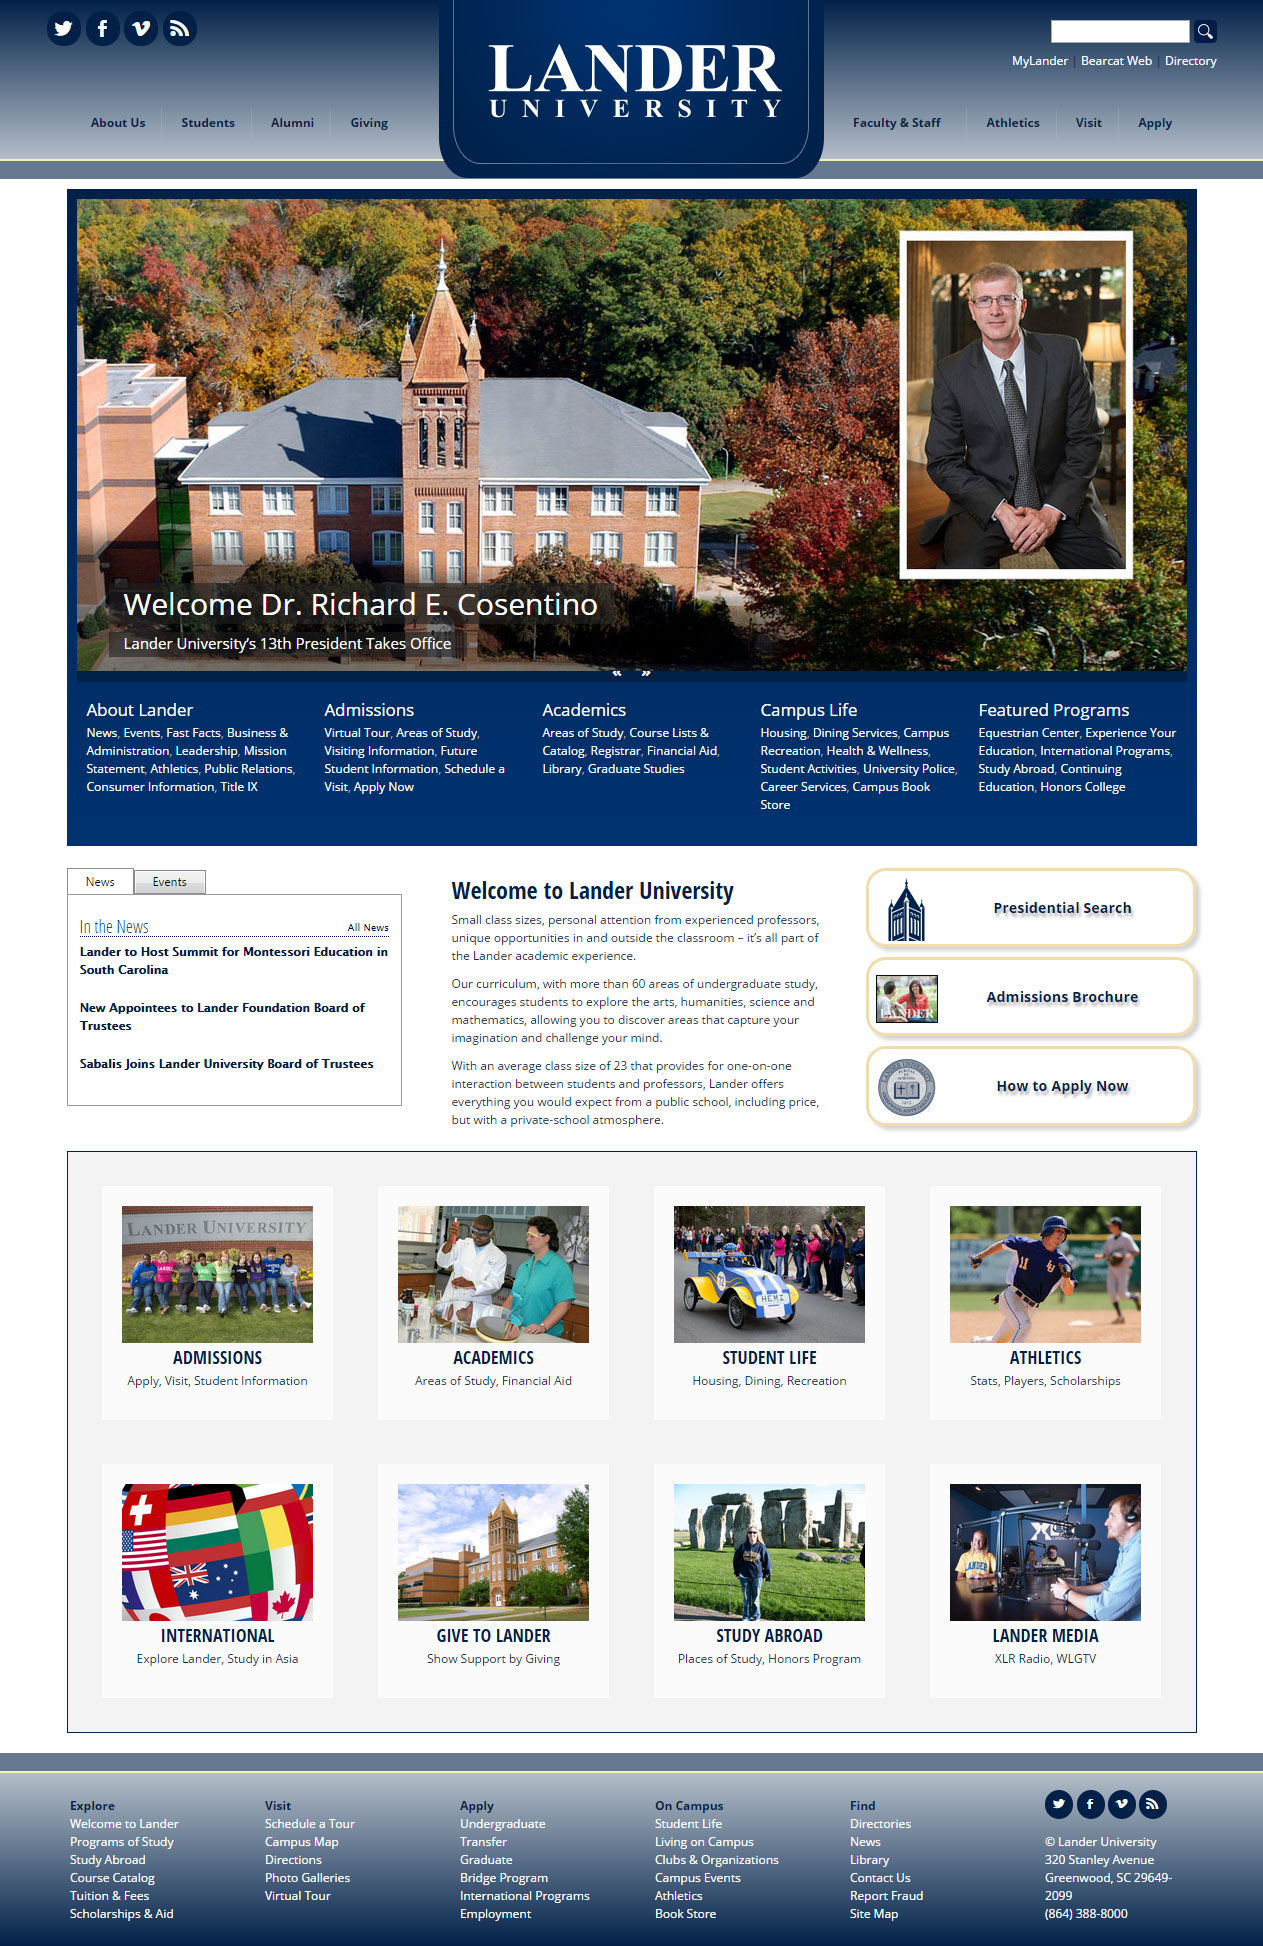 LANDER
UNIVERSITY
MyLander | Bearcat Web | Directory
About Us
Students
Alumni
Giving
Faculty & Staff
Athletics
Visit
Apply
Welcome Dr. Richard E. Cosentino
Lander University's 13th President Takes Office
« »
About Lander
News, Events, Fast Facts, Business &
Administration, Leadership, Mission
Statement, Athletics, Public Relations,
Consumer Information, Title IX
Admissions
Virtual Tour, Areas of Study,
Visiting Information, Future
Student Information, Schedule a
Visit, Apply Now
Academics
Areas of Study, Course Lists &
Catalog, Registrar, Financial Aid,
Library, Graduate Studies
Campus Life
Housing, Dining Services, Campus
Recreation, Health & Wellness,
Student Activities, University Police,
Career Services, Campus Book
Store
Featured Programs
Equestrian Center, Experience Your
Education, International Programs,
Study Abroad, Continuing
Education, Honors College
News
Events
In the News
All News
Lander to Host Summit for Montessori Education in
South Carolina
New Appointees to Lander Foundation Board of
Trustees
Sabalis Joins Lander University Board of Trustees
Welcome to Lander University
Small class sizes, personal attention from experienced professors,
unique opportunities in and outside the classroom – it's all part of
the Lander academic experience.
Our curriculum, with more than 60 areas of undergraduate study,
encourages students to explore the arts, humanities, science and
mathematics, allowing you to discover areas that capture your
imagination and challenge your mind.
With an average class size of 23 that provides for one-on-one
interaction between students and professors, Lander offers
everything you would expect from a public school, including price,
but with a private-school atmosphere.
Presidential Search
LANDER
Admissions Brochure
How to Apply Now
LANDER UNIVERSITY
ADMISSIONS
Apply, Visit, Student Information
ACADEMICS
Areas of Study, Financial Aid
HEMI
STUDENT LIFE
Housing, Dining, Recreation
11 LU
ATHLETICS
Stats, Players, Scholarships
INTERNATIONAL
Explore Lander, Study in Asia
GIVE TO LANDER
Show Support by Giving
STUDY ABROAD
Places of Study, Honors Program
LANDER
LANDER MEDIA
XLR Radio, WLGTV
Explore
Welcome to Lander
Programs of Study
Study Abroad
Course Catalog
Tuition & Fees
Scholarships & Aid
Visit
Schedule a Tour
Campus Map
Directions
Photo Galleries
Virtual Tour
Apply
Undergraduate
Transfer
Graduate
Bridge Program
International Programs
Employment
On Campus
Student Life
Living on Campus
Clubs & Organizations
Campus Events
Athletics
Book Store
Find
Directories
News
Library
Contact Us
Report Fraud
Site Map
© Lander University
320 Stanley Avenue
Greenwood, SC 29649-
2099
(864) 388-8000